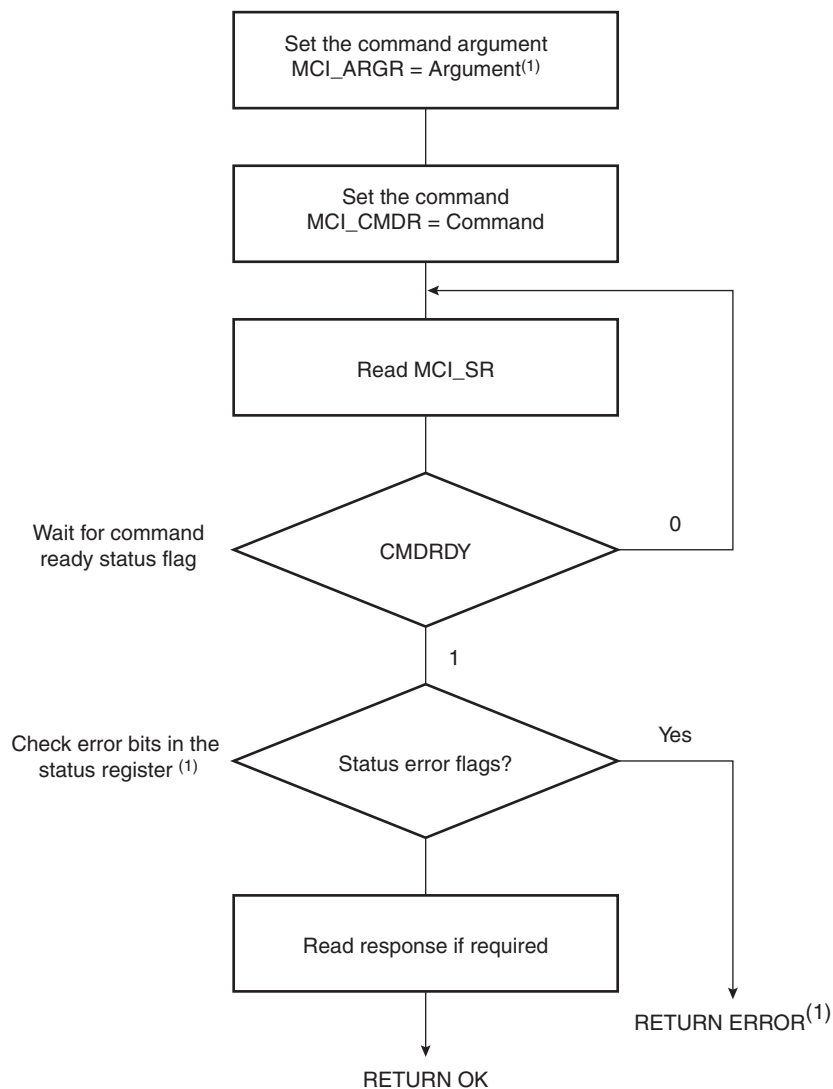 Set the command argument
MCI_ARGR = Argument(1)
Set the command
MCI_CMDR = Command
Read MCI_SR
Wait for command
ready status flag
CMDRDY
0
1
Check error bits in the
status register (1)
Status error flags?
Yes
Read response if required
RETURN ERROR(1)
RETURN OK